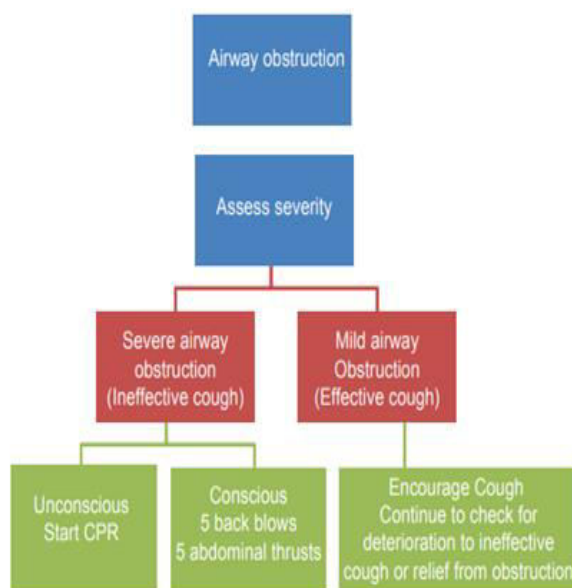 Airway obstruction
Assess severity
Severe airway
obstruction
(Ineffective cough)
Mild airway
Obstruction
(Effective cough)
Unconscious
Start CPR
Conscious
5 back blows
5 abdominal thrusts
Encourage Cough
Continue to check for
deterioration to ineffective
cough or relief from obstruction